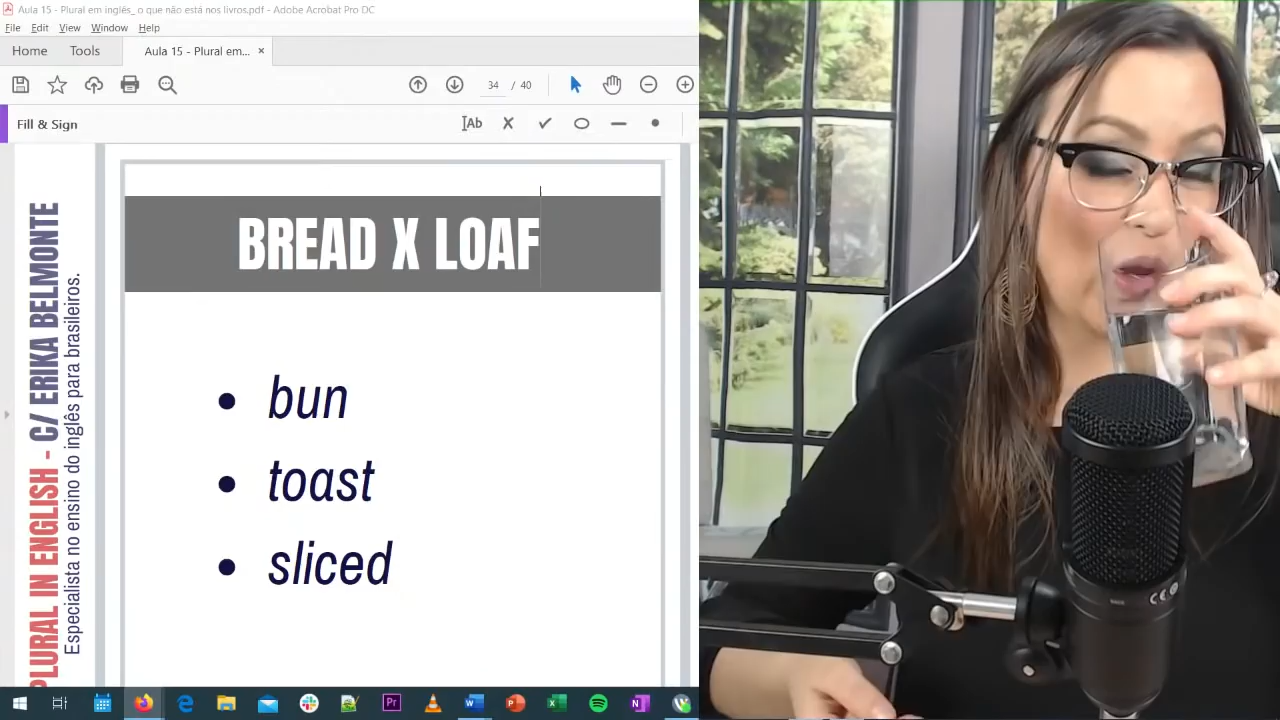 Aula 15 - Plural em inglês_ o que não está nos livros.pdf - Adobe Acrobat Pro DC
File Edit View Window Help
Home Tools Aula 15 - Plural em... ×
34 / 40
Fill & Sign
Ab
PLURAL IN ENGLISH - C/ ERIKA BELMONTE
Especialista no ensino do inglês para brasileiros.
BREAD X LOAF
bun
toast
sliced